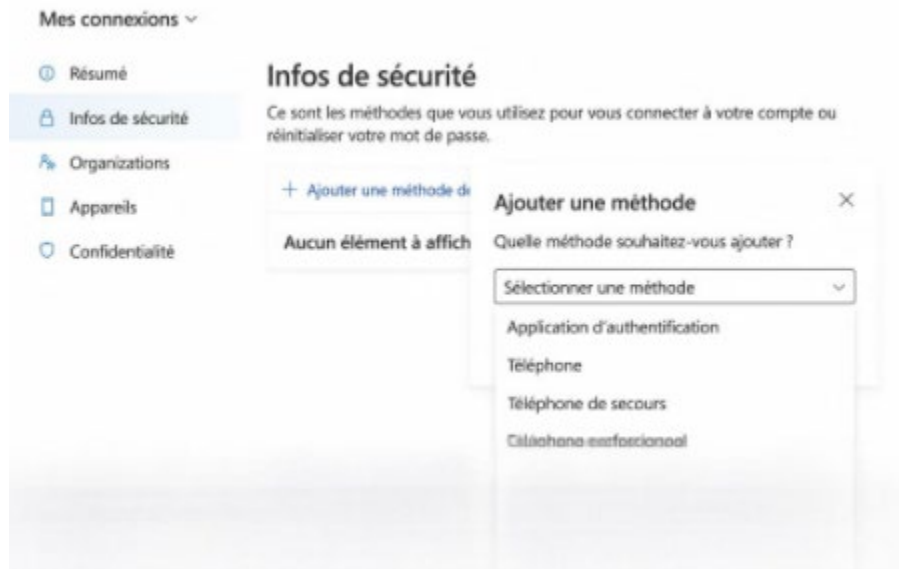 Mes connexions
Résumé
Infos de sécurité
Organizations
Appareils
Confidentialité
Infos de sécurité
Ce sont les méthodes que vous utilisez pour vous connecter à votre compte ou
réinitialiser votre mot de passe.
+ Ajouter une méthode de
Aucun élément à affich
Ajouter une méthode
Quelle méthode souhaitez-vous ajouter ?
Sélectionner une méthode
Application d'authentification
Téléphone
Téléphone de secours